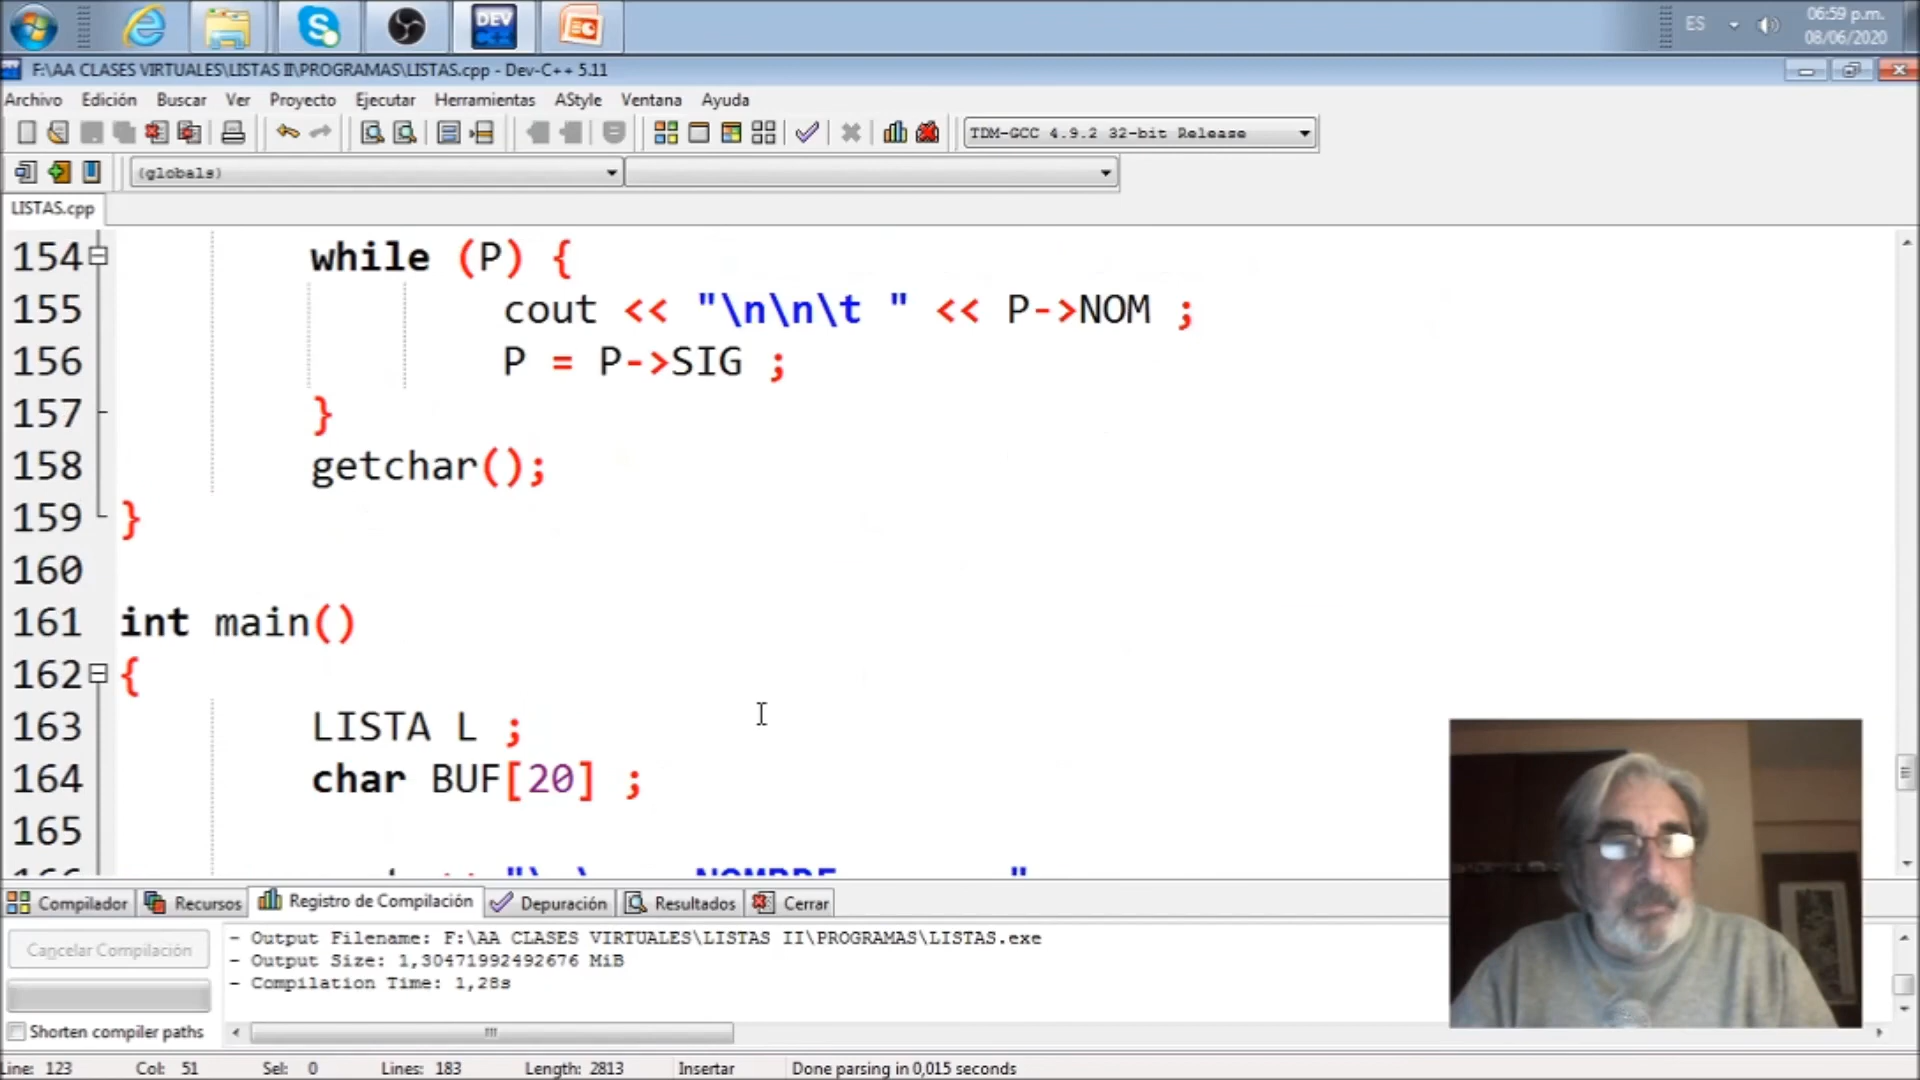 DEV
C++
ES
06:59 p.m.
08/06/2020
F:\AA CLASES VIRTUALES\LISTAS II\PROGRAMAS\LISTAS.cpp - Dev-C++ 5.11
Archivo Edición Buscar Ver Proyecto Ejecutar Herramientas AStyle Ventana Ayuda
TDM-GCC 4.9.2 32-bit Release
(globals)
LISTAS.cpp
154 while (P) {
155 cout << "\n\n\t " << P->NOM ;
156 P = P->SIG ;
157 }
158 getchar();
159 }
160
161 int main()
162 {
163 LISTA L ;
164 char BUF[20] ;
165
166 NOMBRE
Compilador Recursos Registro de Compilación Depuración Resultados Cerrar
Cancelar Compilación
- Output Filename: F:\AA CLASES VIRTUALES\LISTAS II\PROGRAMAS\LISTAS.exe
- Output Size: 1,30471992492676 MiB
- Compilation Time: 1,28s
Shorten compiler paths
Line: 123 Col: 51 Sel: 0 Lines: 183 Length: 2813 Insertar Done parsing in 0,015 seconds